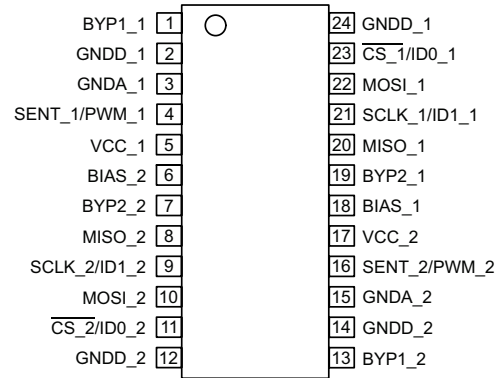 BYP1_1 1 24 GNDD_1
GNDD_1 2 23 CS_1/ID0_1
GNDA_1 3 22 MOSI_1
SENT_1/PWM_1 4 21 SCLK_1/ID1_1
VCC_1 5 20 MISO_1
BIAS_2 6 19 BYP2_1
BYP2_2 7 18 BIAS_1
MISO_2 8 17 VCC_2
SCLK_2/ID1_2 9 16 SENT_2/PWM_2
MOSI_2 10 15 GNDA_2
CS_2/ID0_2 11 14 GNDD_2
GNDD_2 12 13 BYP1_2